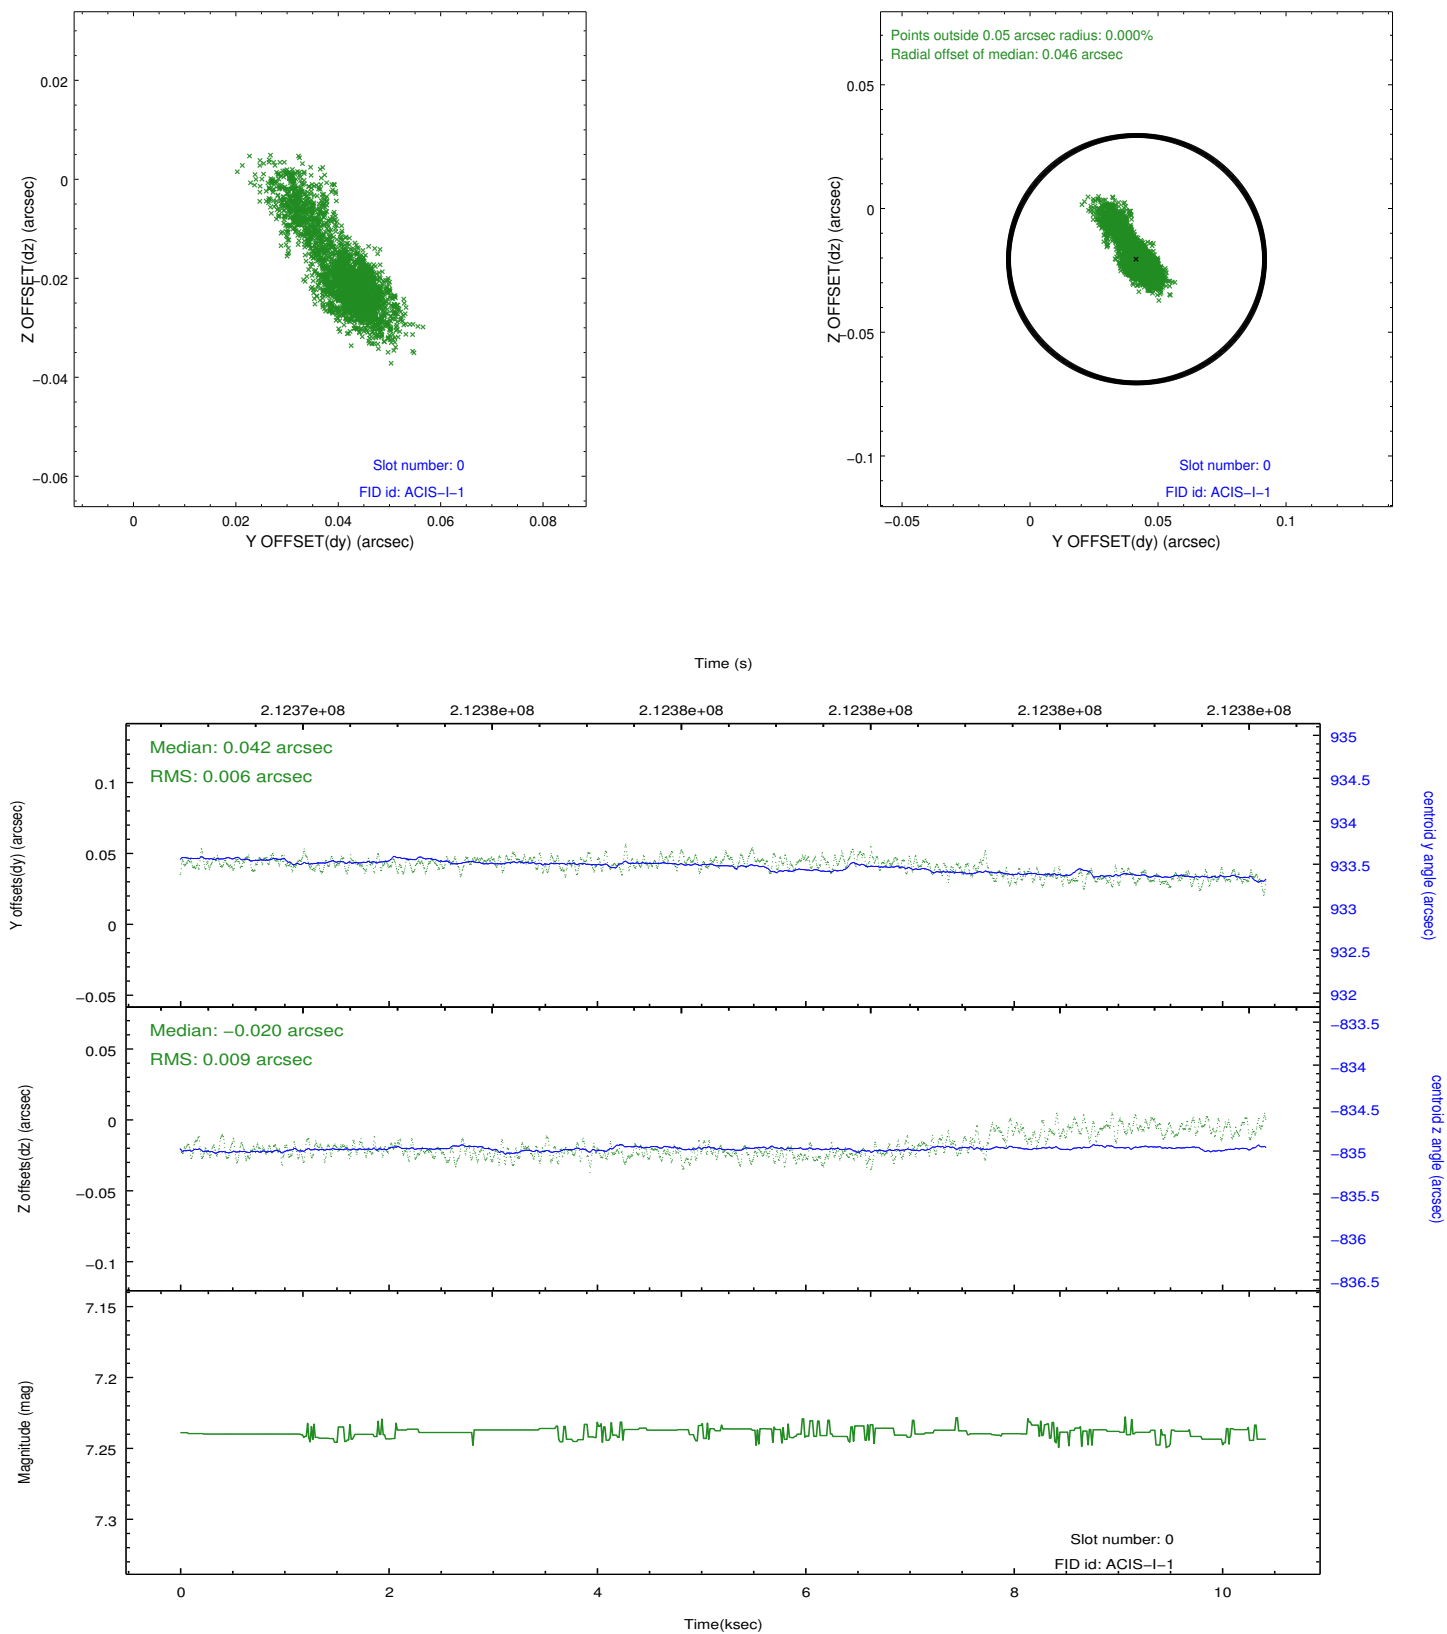 0.02
0
−0.02
−0.04
−0.06
Z OFFSET(dz) (arcsec)
Slot number: 0
FID id: ACIS−I−1
0
0.02
0.04
0.06
0.08
Y OFFSET(dy) (arcsec)
Points outside 0.05 arcsec radius: 0.000%
Radial offset of median: 0.046 arcsec
0.05
0
−0.05
−0.1
Z OFFSET(dz) (arcsec)
Slot number: 0
FID id: ACIS−I−1
−0.05
0
0.05
0.1
Y OFFSET(dy) (arcsec)
Time (s)
2.1237e+08
2.1238e+08
2.1238e+08
2.1238e+08
2.1238e+08
2.1238e+08
Median: 0.042 arcsec
RMS: 0.006 arcsec
0.1
0.05
0
−0.05
Y offsets(dy) (arcsec)
935
934.5
934
933.5
933
932.5
932
centroid y angle (arcsec)
Median: −0.020 arcsec
RMS: 0.009 arcsec
0.05
0
−0.05
−0.1
Z offsets(dz) (arcsec)
−833.5
−834
−834.5
−835
−835.5
−836
−836.5
centroid z angle (arcsec)
7.15
7.2
7.25
7.3
Magnitude (mag)
Slot number: 0
FID id: ACIS−I−1
0
2
4
6
8
10
Time(ksec)